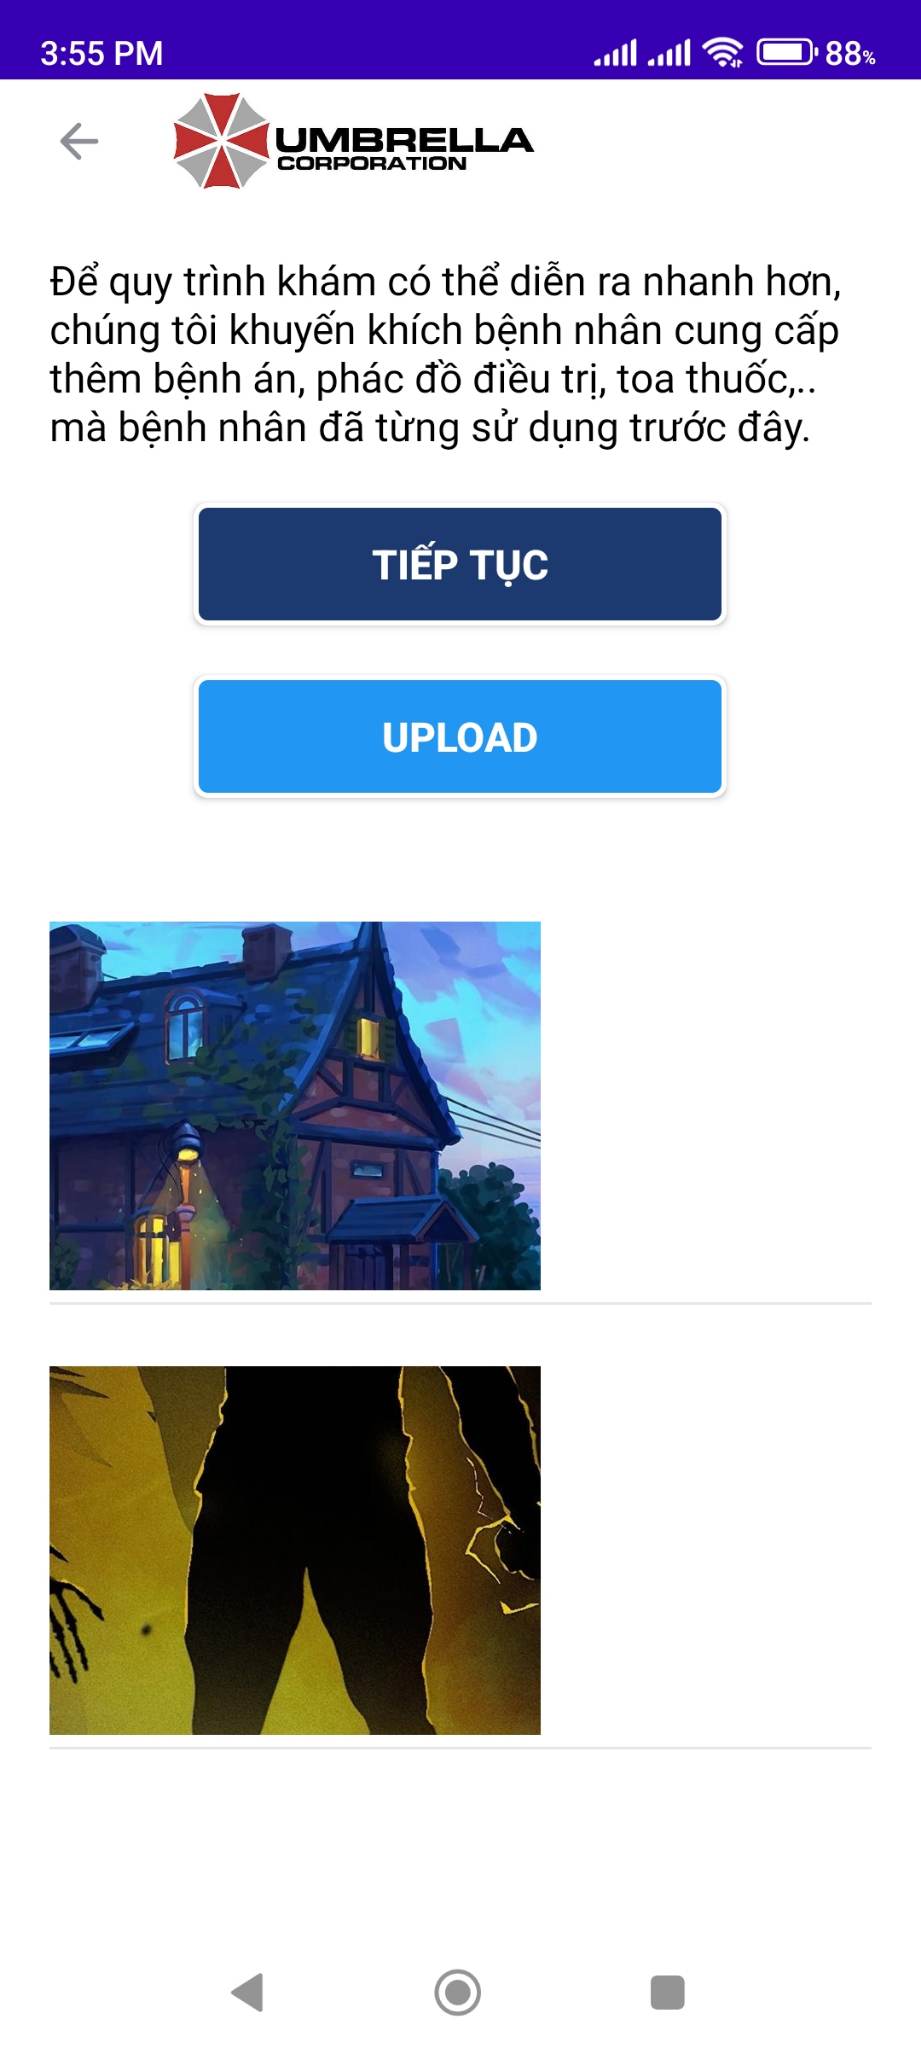 3:55 PM
88%
UMBRELLA
CORPORATION
Để quy trình khám có thể diễn ra nhanh hơn,
chúng tôi khuyến khích bệnh nhân cung cấp
thêm bệnh án, phác đồ điều trị, toa thuốc,..
mà bệnh nhân đã từng sử dụng trước đây.
TIẾP TỤC
UPLOAD